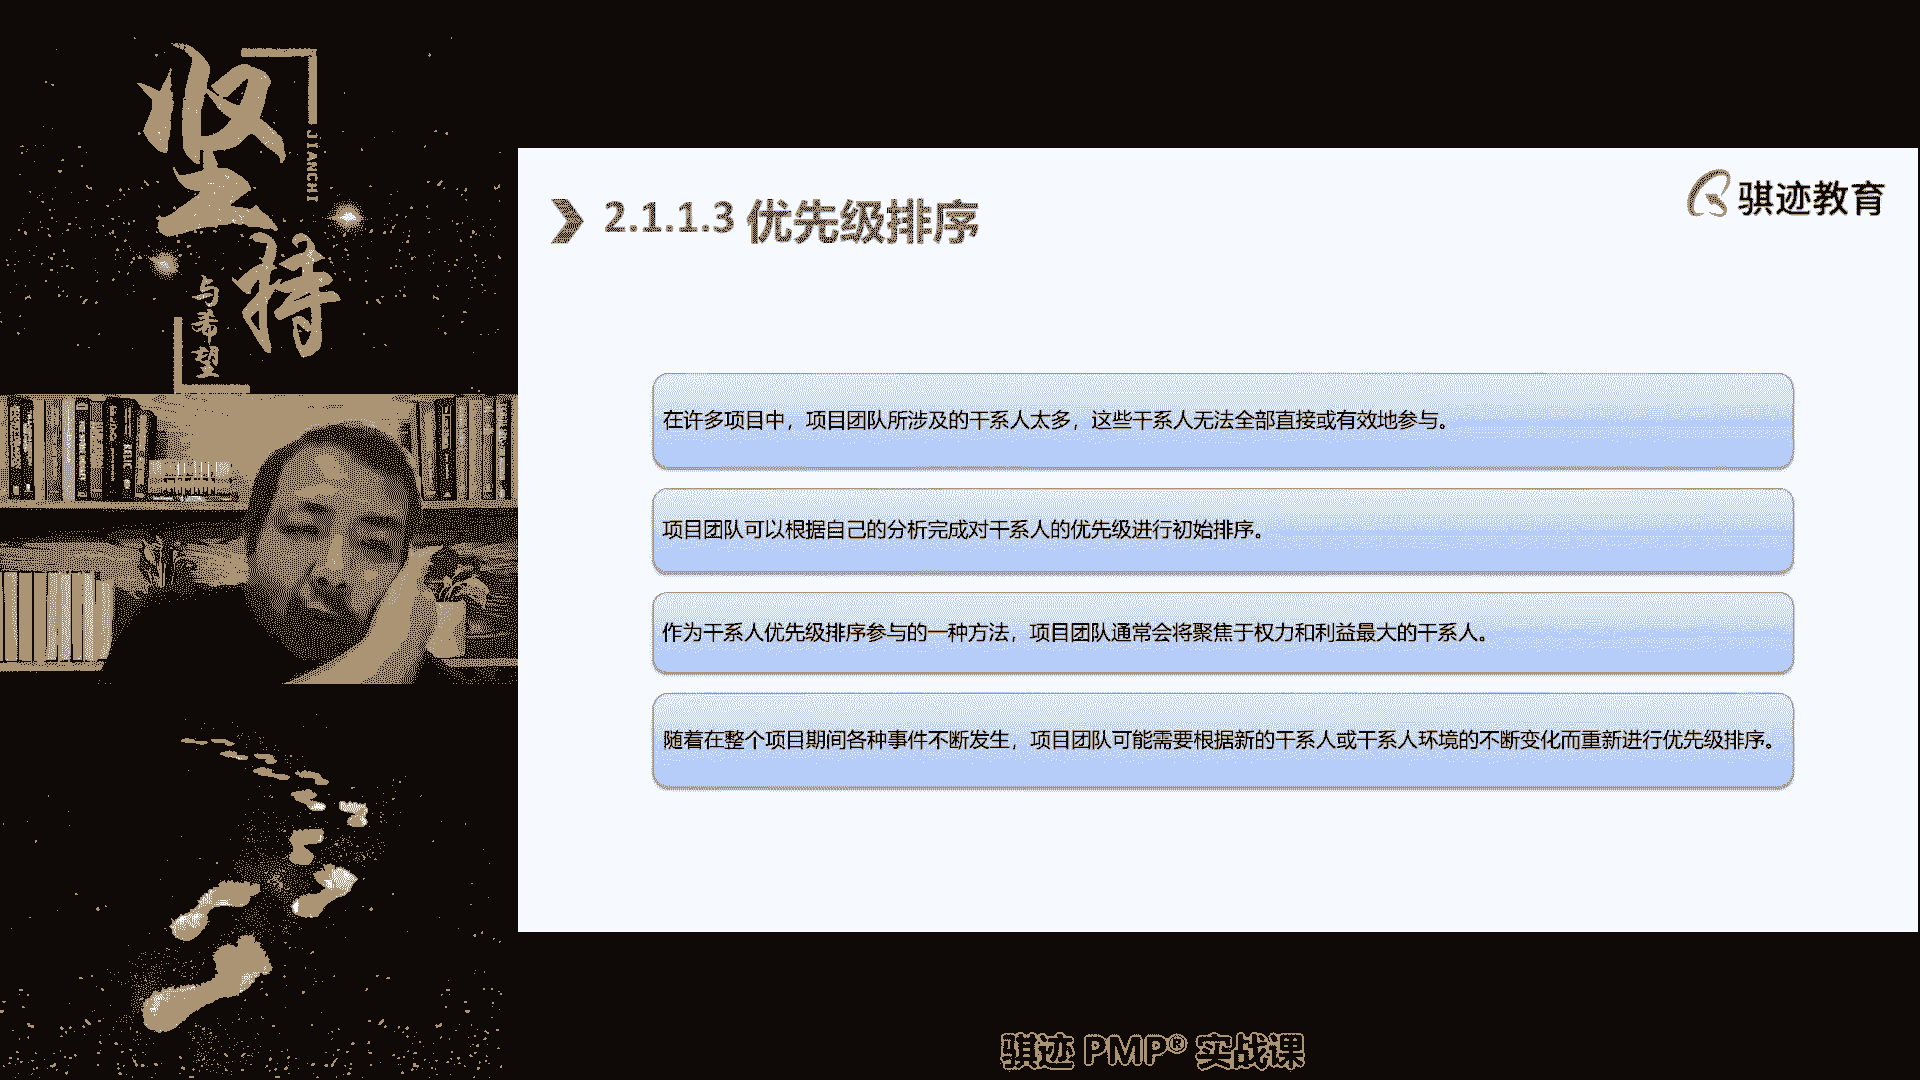 坚持
JIANCHI
与希望
骐迹教育
2.1.1.3 优先级排序
在许多项目中，项目团队所涉及的干系人太多，这些干系人无法全部直接或有效地参与。
项目团队可以根据自己的分析完成对干系人的优先级进行初始排序。
作为干系人优先级排序参与的一种方法，项目团队通常会将聚焦于权力和利益最大的干系人。
随着在整个项目期间各种事件不断发生，项目团队可能需要根据新的干系人或干系人环境的不断变化而重新进行优先级排序。
骐迹 PMP® 实战课